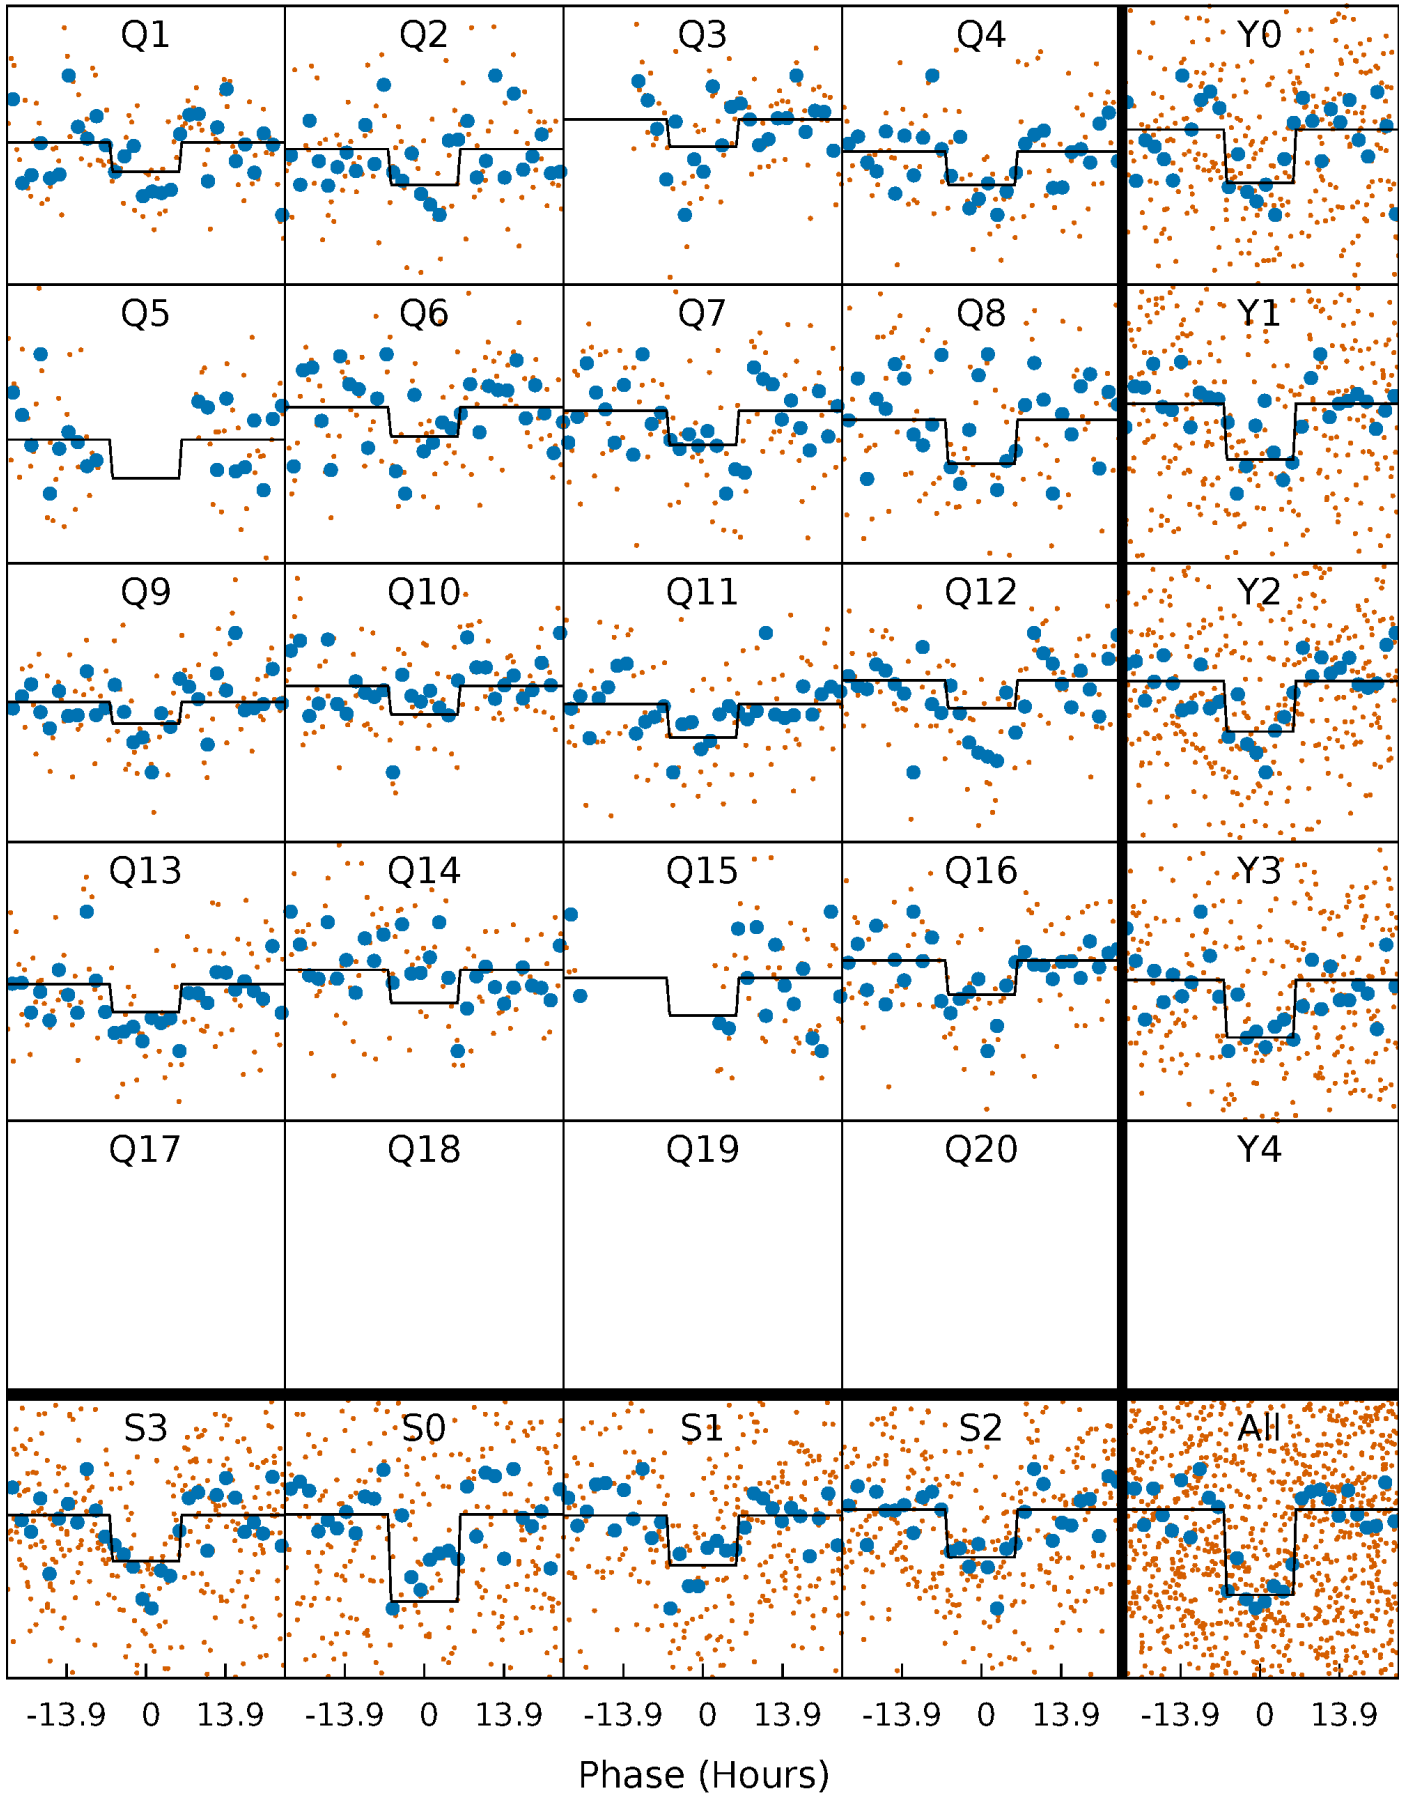 Q1 Q2 Q3 Q4 Y0
Q5 Q6 Q7 Q8 Y1
Q9 Q10 Q11 Q12 Y2
Q13 Q14 Q15 Q16 Y3
Q17 Q18 Q19 Q20 Y4
S3 S0 S1 S2 All
-13.9 0 13.9 -13.9 0 13.9 -13.9 0 13.9 -13.9 0 13.9 -13.9 0 13.9
Phase (Hours)